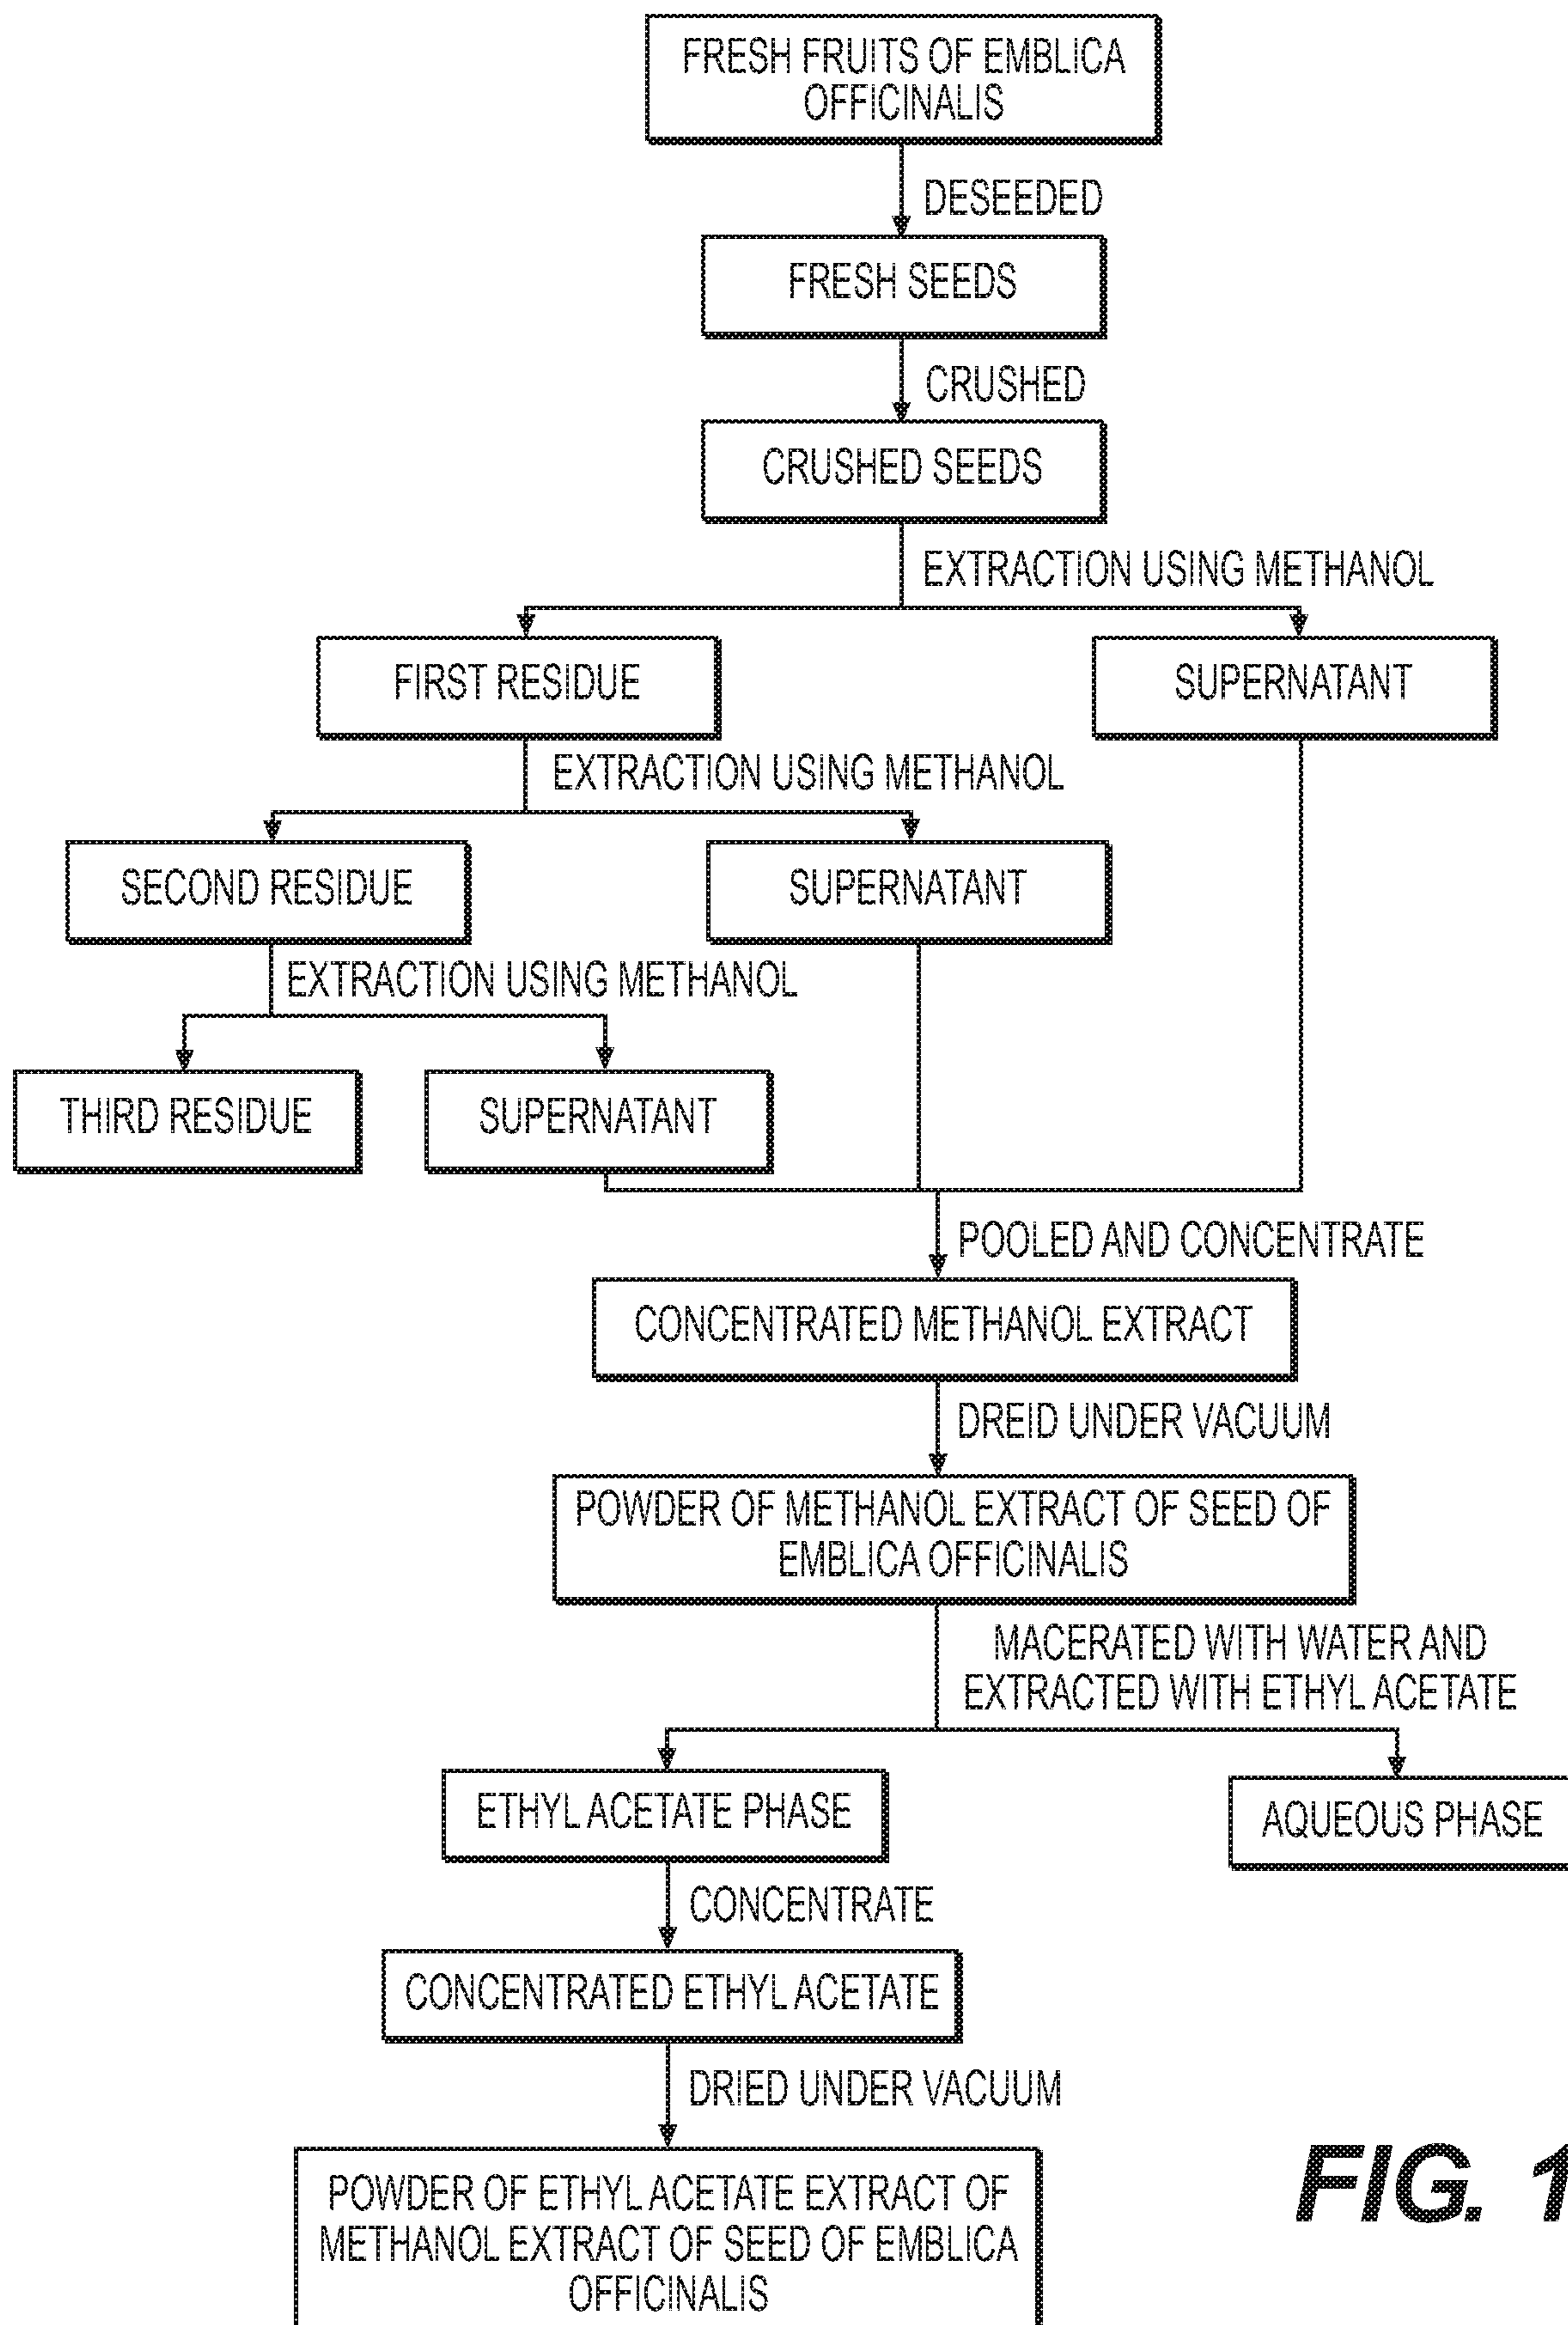 FRESH FRUITS OF EMBLICA
OFFICINALIS
DESEEDED
FRESH SEEDS
CRUSHED
CRUSHED SEEDS
EXTRACTION USING METHANOL
FIRST RESIDUE
SUPERNATANT
EXTRACTION USING METHANOL
SECOND RESIDUE
SUPERNATANT
EXTRACTION USING METHANOL
THIRD RESIDUE
SUPERNATANT
POOLED AND CONCENTRATE
CONCENTRATED METHANOL EXTRACT
DREID UNDER VACUUM
POWDER OF METHANOL EXTRACT OF SEED OF
EMBLICA OFFICINALIS
MACERATED WITH WATER AND
EXTRACTED WITH ETHYL ACETATE
ETHYL ACETATE PHASE
AQUEOUS PHASE
CONCENTRATE
CONCENTRATED ETHYL ACETATE
DRIED UNDER VACUUM
POWDER OF ETHYL ACETATE EXTRACT OF
METHANOL EXTRACT OF SEED OF EMBLICA
OFFICINALIS
FIG. 1